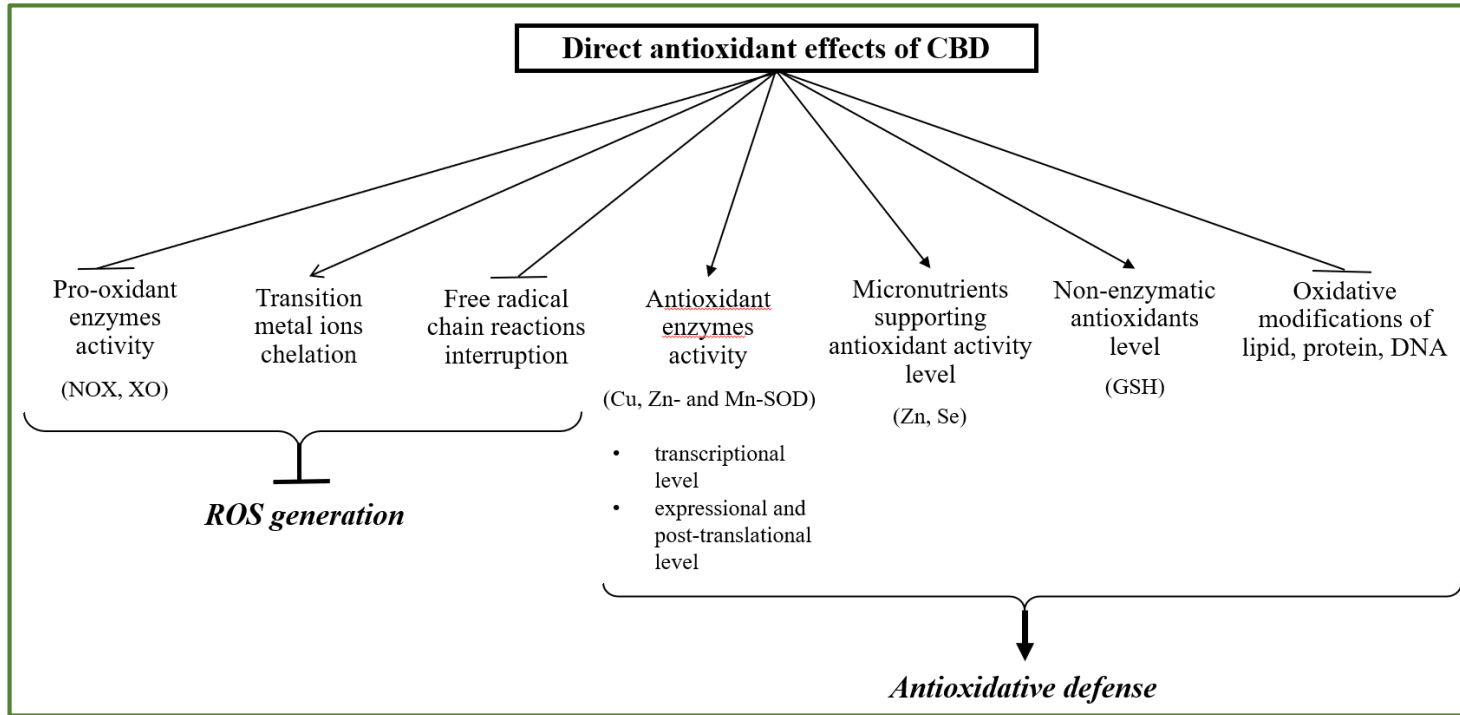 Direct antioxidant effects of CBD
Pro-oxidant
enzymes
activity
(NOX, XO)
Transition
metal ions
chelation
Free radical
chain reactions
interruption
Antioxidant
enzymes
activity
(Cu, Zn- and Mn-SOD)
• transcriptional
level
• expressional and
post-translational
level
Micronutrients
supporting
antioxidant activity
level
(Zn, Se)
Non-enzymatic
antioxidants
level
(GSH)
Oxidative
modifications of
lipid, protein, DNA
ROS generation
Antioxidative defense